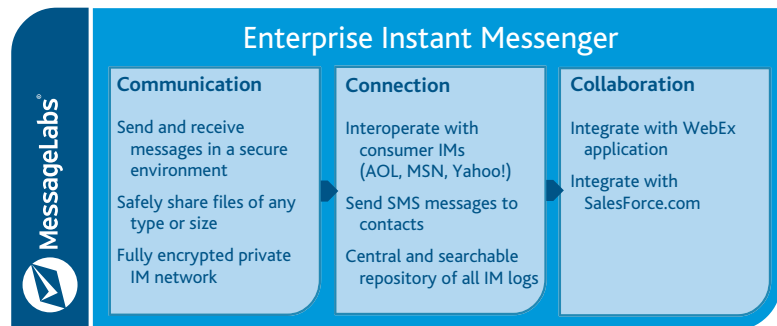 MessageLabs®
Enterprise Instant Messenger
Communication
Send and receive
messages in a secure
environment
Safely share files of any
type or size
Fully encrypted private
IM network
Connection
Interoperate with
consumer IMs
(AOL, MSN, Yahoo!)
Send SMS messages to
contacts
Central and searchable
repository of all IM logs
Collaboration
Integrate with WebEx
application
Integrate with
SalesForce.com